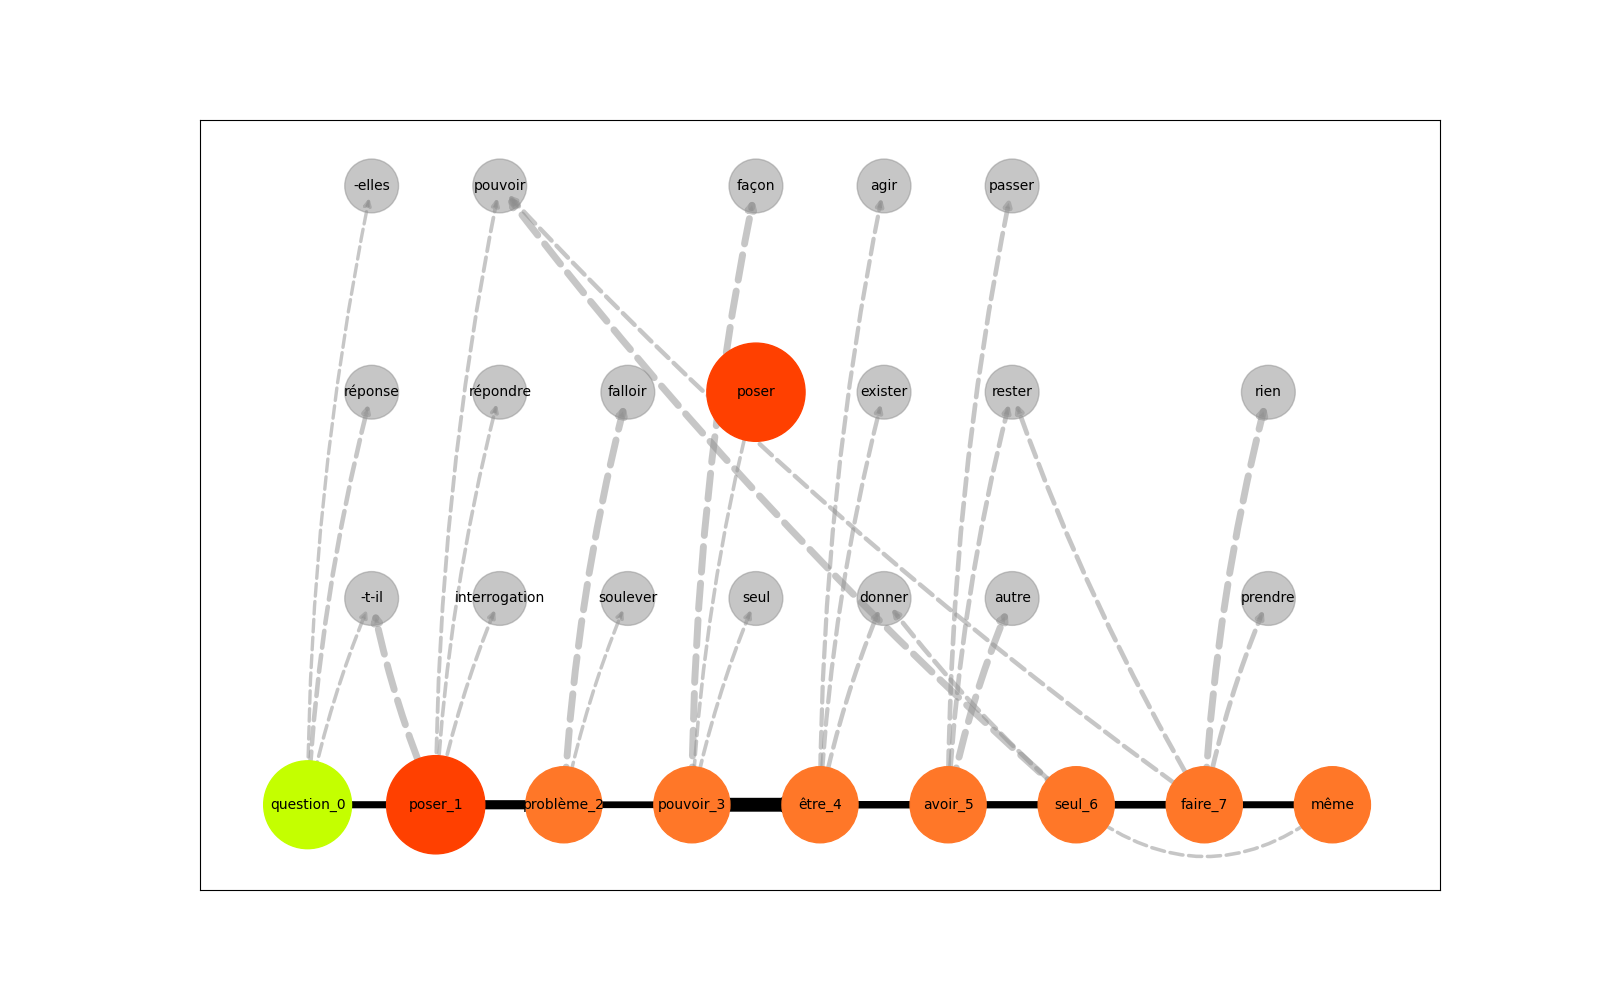 -elles pouvoir façon agir passer
réponse répondre falloir poser exister rester rien
-t-il interrogation soulever seul donner autre prendre
question_0 poser_1 problème_2 pouvoir_3 être_4 avoir_5 seul_6 faire_7 même